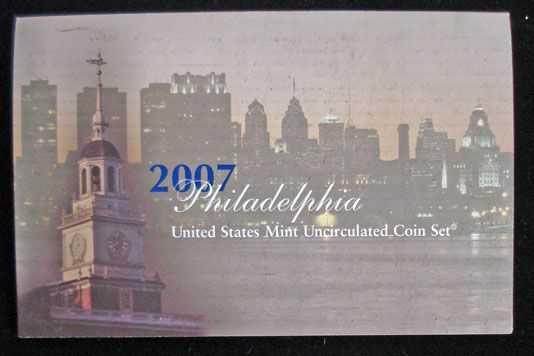 2007
Philadelphia
United States Mint Uncirculated Coin Set®